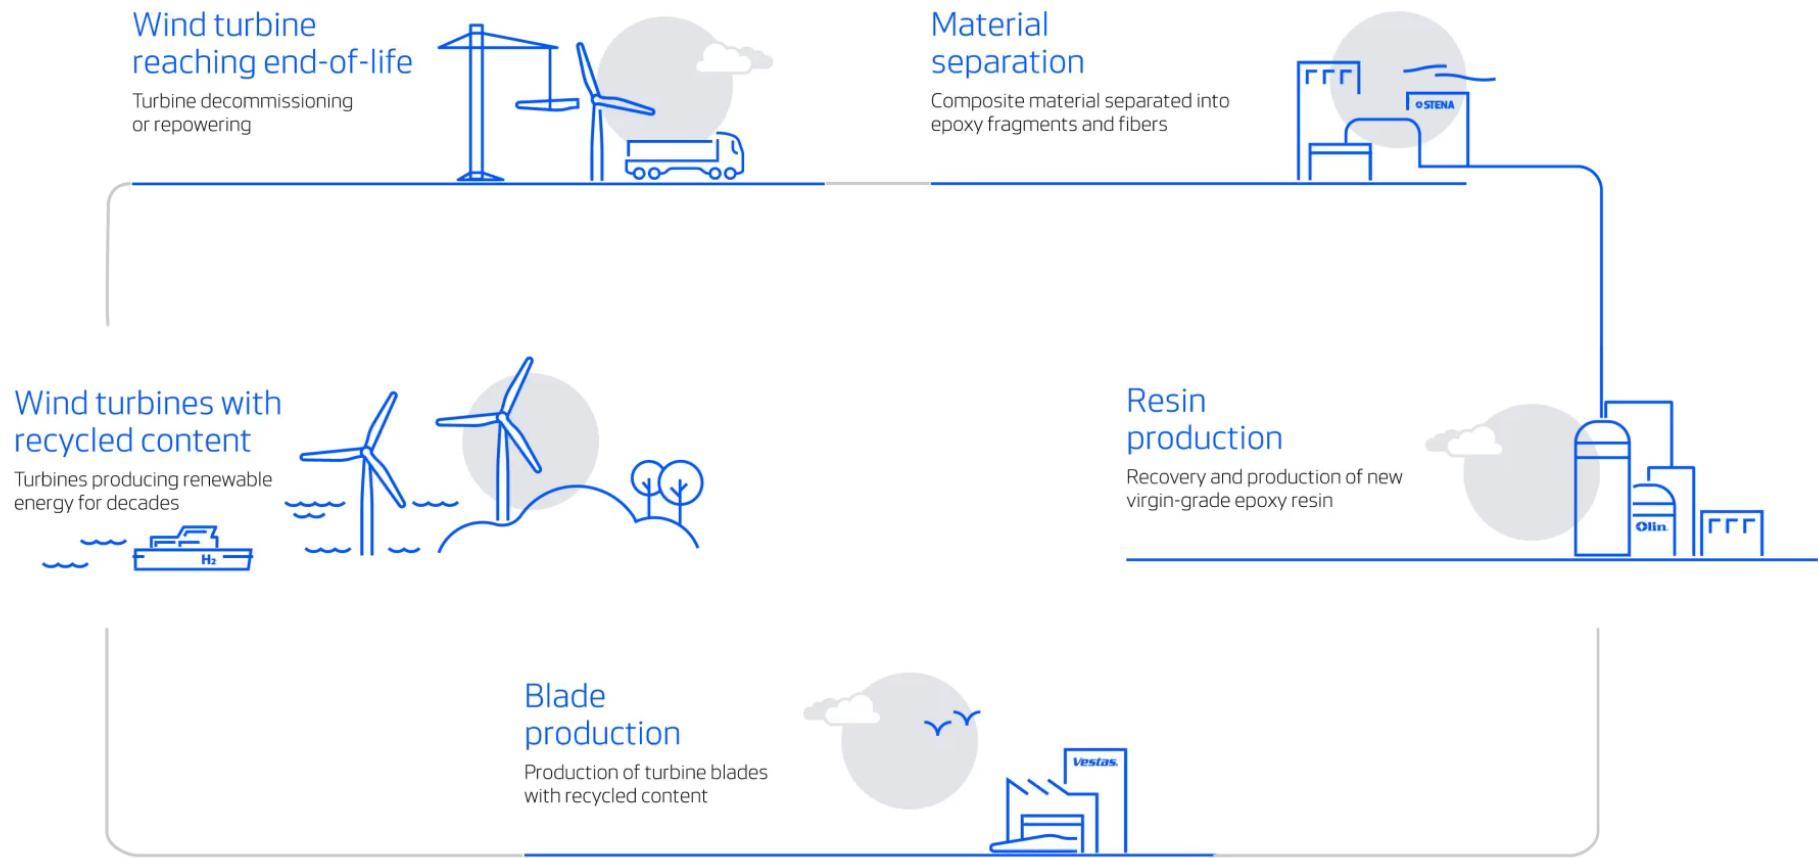 Wind turbine
reaching end-of-life
Turbine decommissioning
or repowering
Material
separation
Composite material separated into
epoxy fragments and fibers
STENA
Wind turbines with
recycled content
Turbines producing renewable
energy for decades
H₂
Resin
production
Recovery and production of new
virgin-grade epoxy resin
Olin
Blade
production
Production of turbine blades
with recycled content
Vestas.